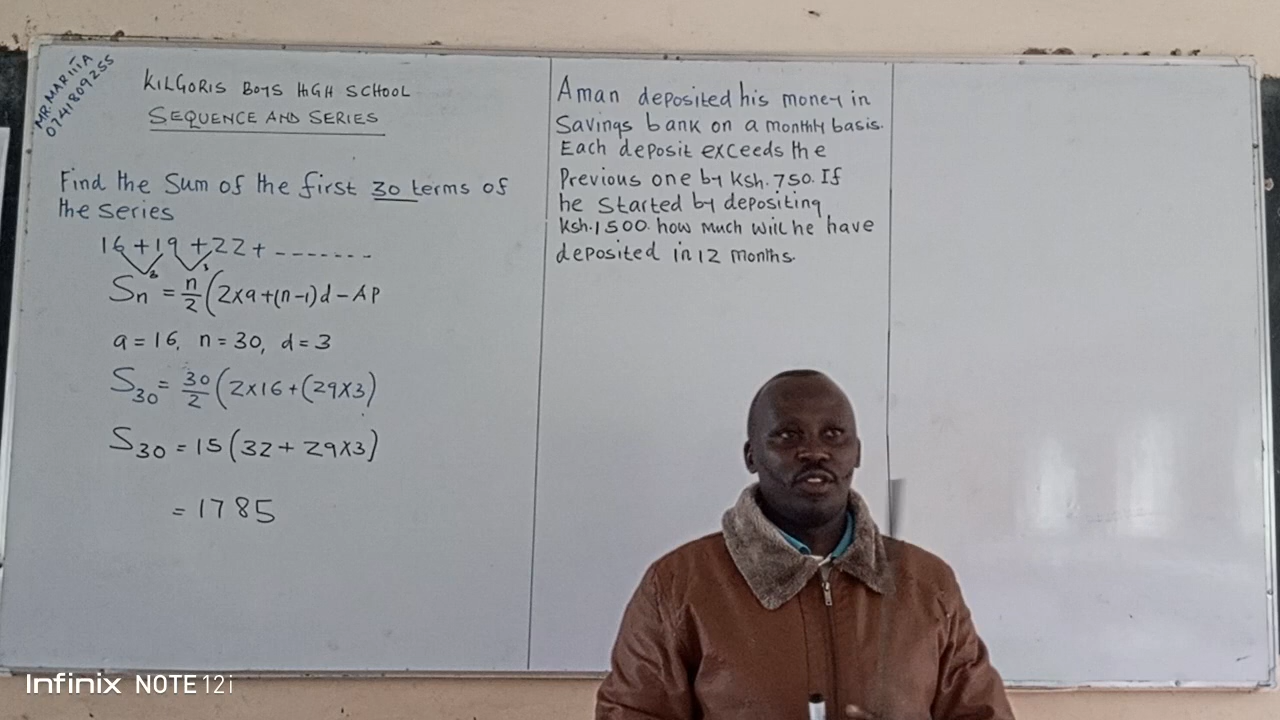 MR. MARIITA
0741809255
KILGORIS BOYS HIGH SCHOOL
SEQUENCE AND SERIES
Find the Sum of the first 30 terms of
the series
16+19+22+-------
3 3
Sn = n/2 (2xa+(n-1)d - AP
a=16, n=30, d=3
S30 = 30/2 (2x16+(29x3)
S30 = 15(32+29x3)
= 1785
Aman deposited his money in
Savings bank on a monthly basis.
Each deposit exceeds the
Previous one by Ksh.750. If
he started by depositing
Ksh.1500. how much will he have
deposited in 12 months.
Infinix NOTE 12i